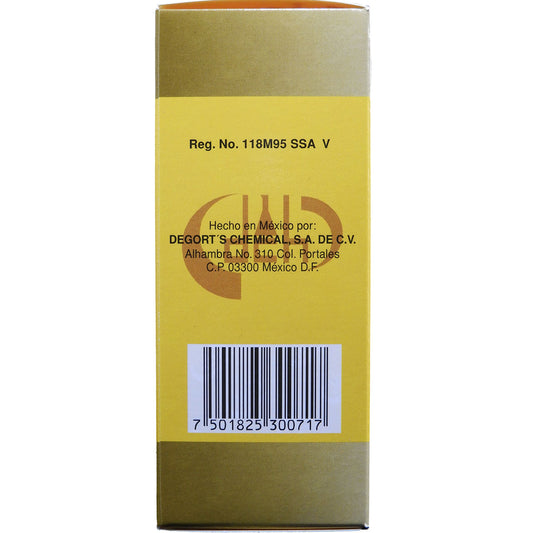 Reg. No. 118M95 SSA V
Hecho en México por:
DEGORT´S CHEMICAL, S.A. DE C.V.
Alhambra No. 310 Col. Portales
C.P. 03300 México D.F.
7 501825 300717